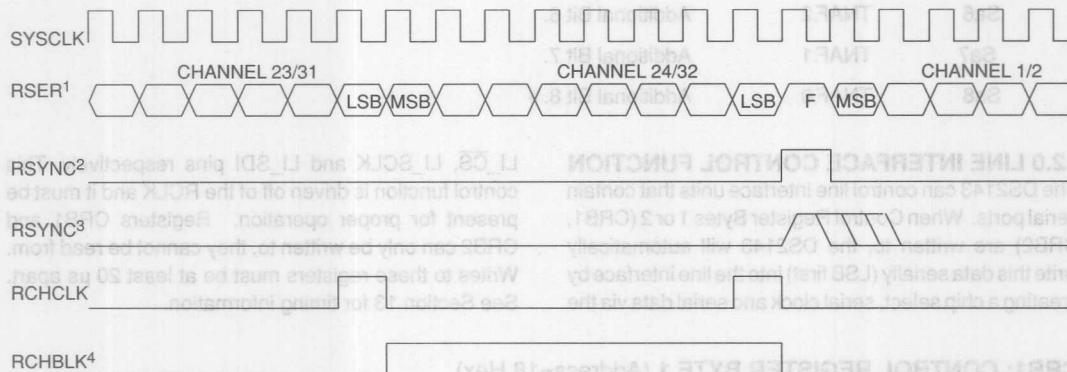 Sa6 TNAF.2 Additional Bit 6.
SYSCLK
Sa7 TNAF.1 Additional Bit 7.
CHANNEL 23/31 CHANNEL 24/32 CHANNEL 1/2
RSER1
LSB MSB LSB F MSB
Sa8 Additional Bit 8.
2.0 LINE INTERFACE CONTROL FUNCTION
he DS2143 can control line interface units that contain
erial ports. When Control Register Bytes 1 or 2 (CRB1,
CRB2) are written to, the DS2143 will automatically
write this data serially (LSB first) into the line interface by
creating a chip select, serial clock and serial data via the
LI_CS, LI_SCLK and LI_SDI pins respectively. This
control function is driven off of the RCLK and it must be
present for proper operation. Registers CRB1 and
CRB2 can only be written to, they cannot be read from.
Writes to these registers must be at least 20 us apart.
See Section 13 for timing information.
RSYNC2
RSYNC3
RCHCLK
RCHBLK4
CRB1: CONTROL REGISTER BYTE 1 (Address=18 Hex)